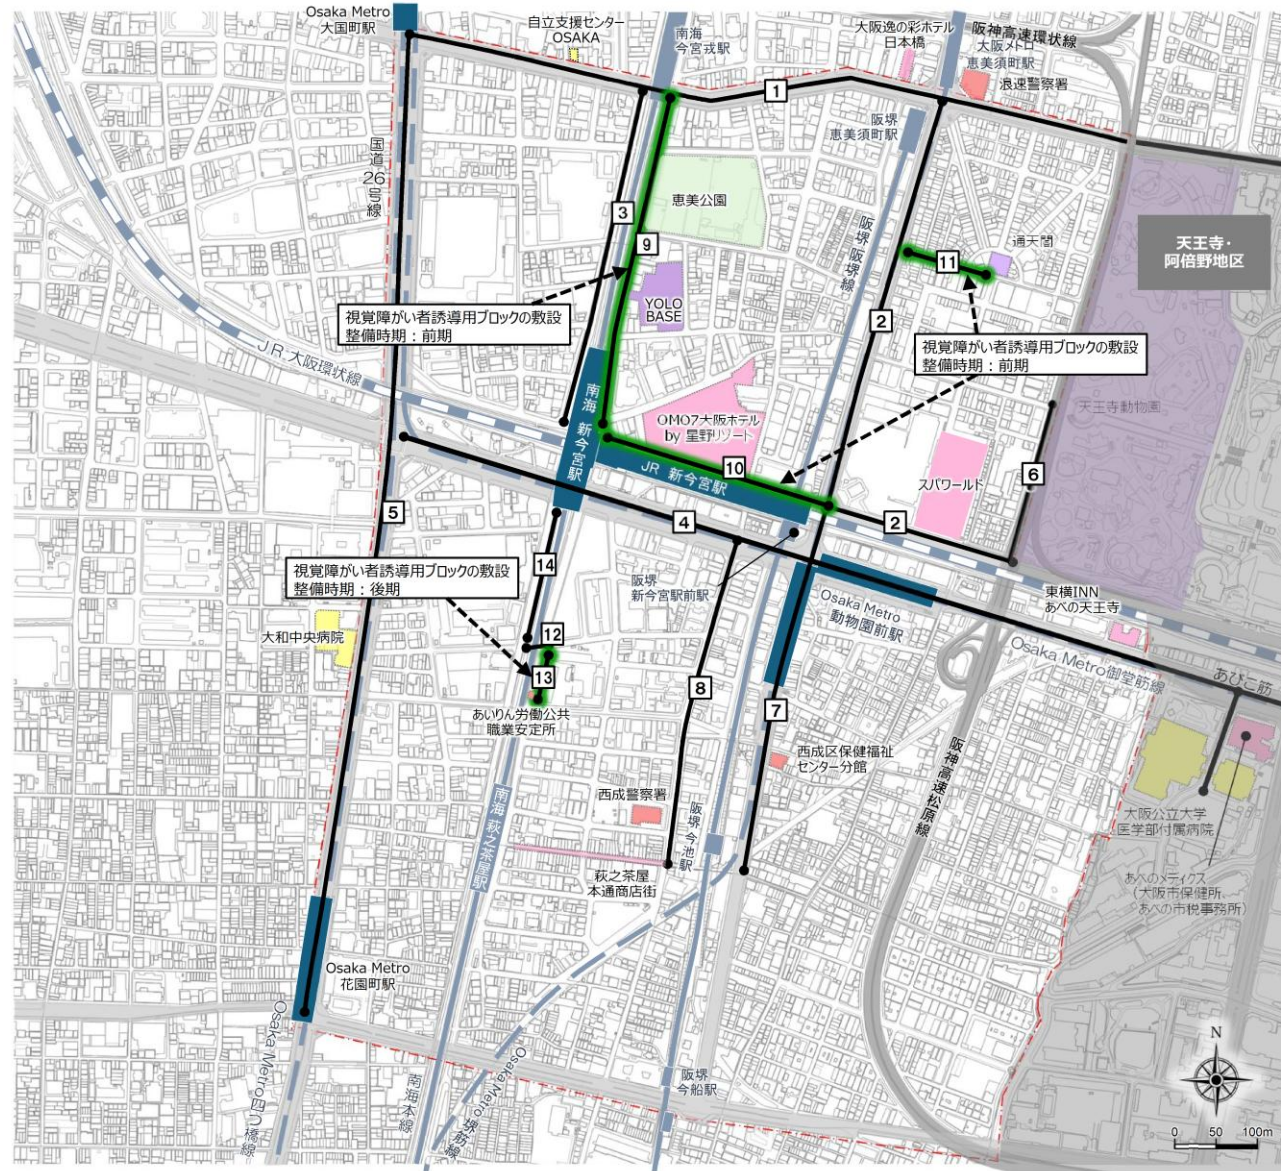 Osaka Metro
大国町駅
自立支援センター
OSAKA
南海
今宮戎駅
大阪逸の彩ホテル
日本橋
阪神高速環状線
大阪メトロ
恵美須町駅
浪速警察署
1
阪堺
恵美須町駅
国道26号線
恵美公園
3
9
阪堺 阪堺線
通天閣
11
天王寺・
阿倍野地区
YOLO
BASE
視覚障がい者誘導用ブロックの敷設
整備時期：前期
2
視覚障がい者誘導用ブロックの敷設
整備時期：前期
JR 大阪環状線
南海 新今宮駅
OMO7大阪ホテル
by 星野リゾート
天王寺動物園
10
JR 新今宮駅
スパワールド
6
5
4
2
視覚障がい者誘導用ブロックの敷設
整備時期：後期
14
阪堺
新今宮駅前駅
Osaka Metro
動物園前駅
東横INN
あべの天王寺
大和中央病院
12
13
Osaka Metro御堂筋線
あびこ筋
8
7
あいりん労働公共
職業安定所
阪神高速松原線
西成区保健福祉
センター分館
南海 萩之茶屋駅
西成警察署
阪堺 今池駅
大阪公立大学
医学部付属病院
萩之茶屋
本通商店街
あべのメディクス
（大阪市保健所、
あべの市税事務所）
Osaka Metro
花園町駅
Osaka Metro四つ橋線
南海本線
Osaka Metro 堺筋線
阪堺
今船駅
N
0 50 100m